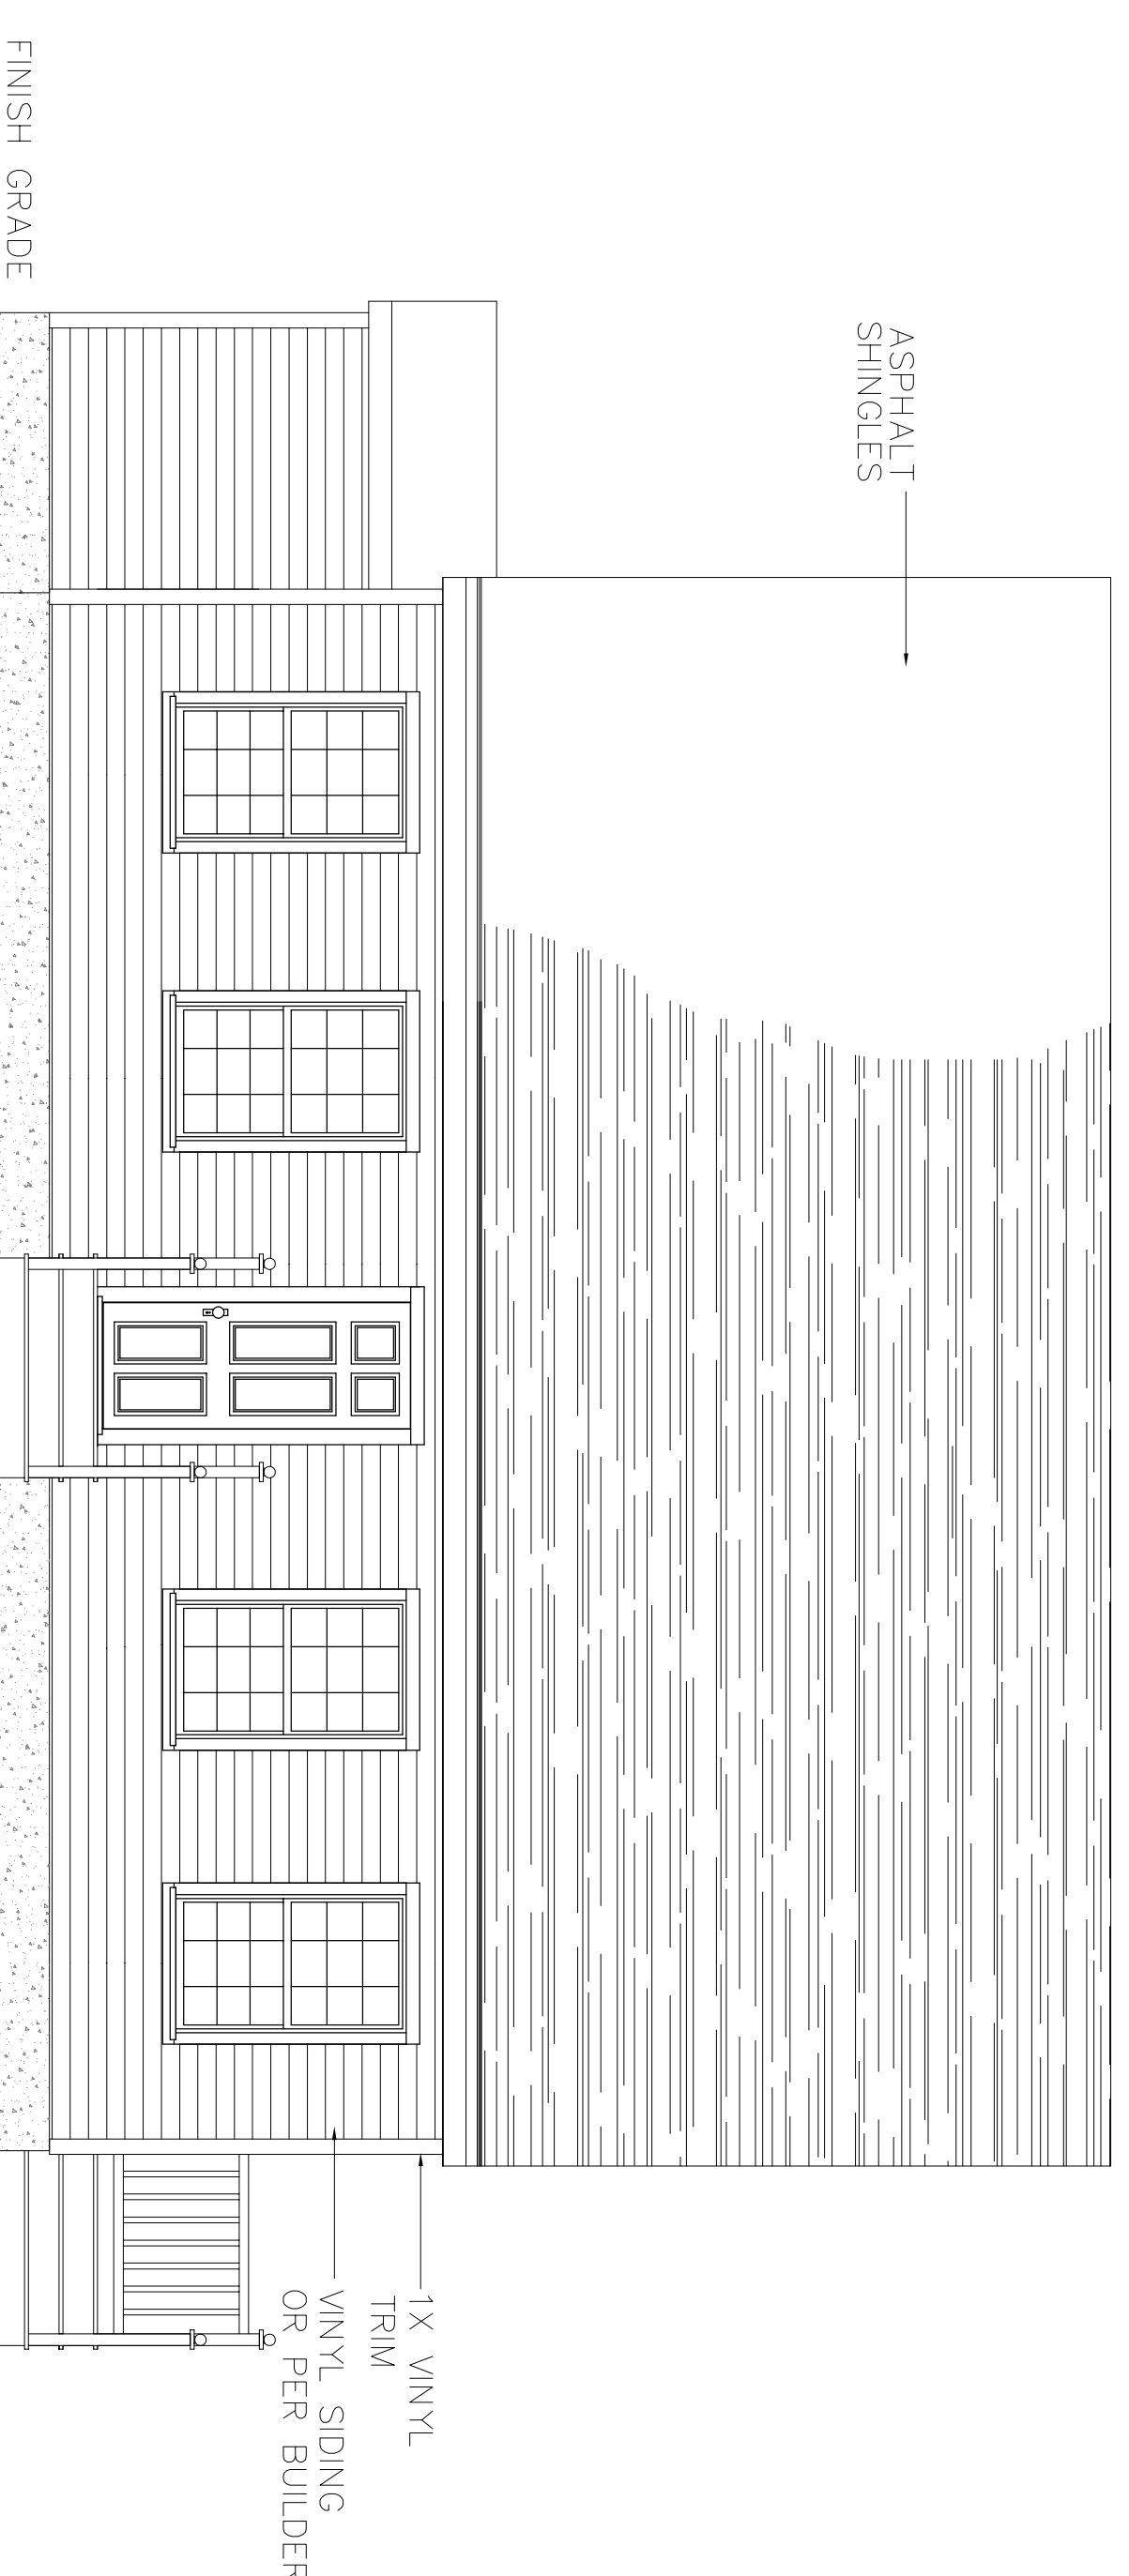 ASPHALT
SHINGLES
1X VINYL
TRIM
VINYL SIDING
OR PER BUILDER
FINISH GRADE